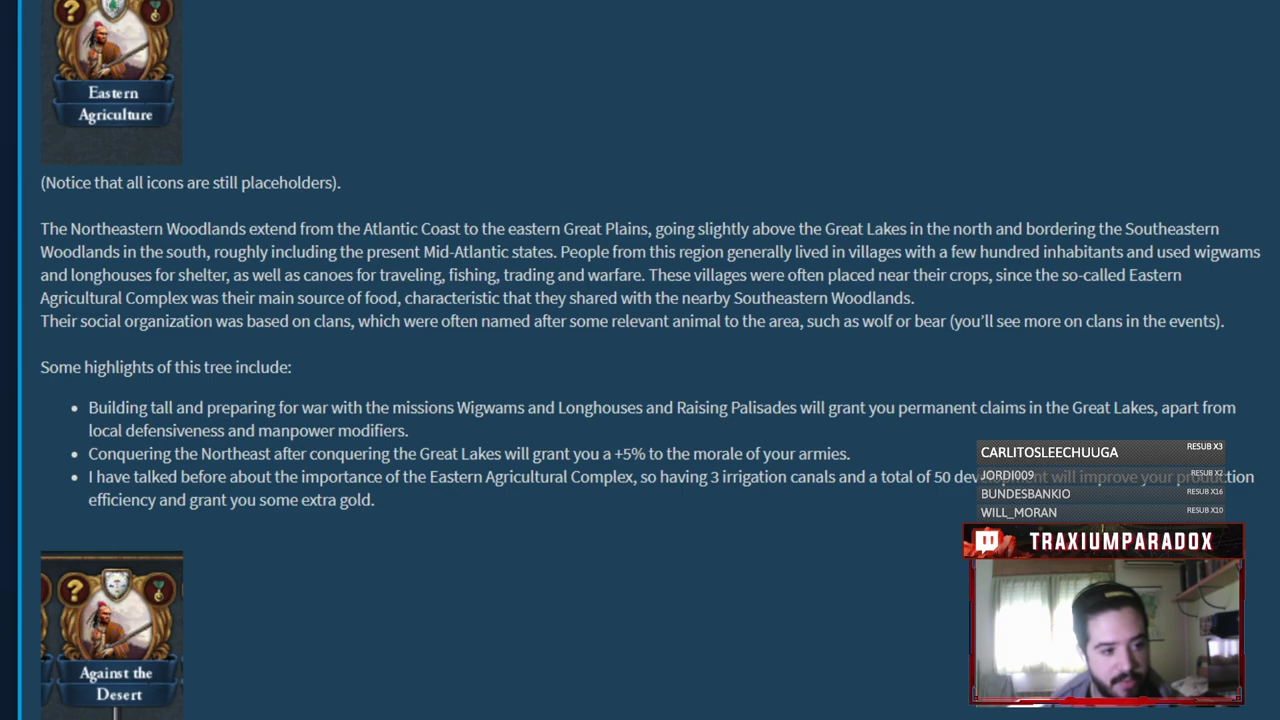 Eastern
Agriculture
(Notice that all icons are still placeholders).
The Northeastern Woodlands extend from the Atlantic Coast to the eastern Great Plains, going slightly above the Great Lakes in the north and bordering the Southeastern
Woodlands in the south, roughly including the present Mid-Atlantic states. People from this region generally lived in villages with a few hundred inhabitants and used wigwams
and longhouses for shelter, as well as canoes for traveling, fishing, trading and warfare. These villages were often placed near their crops, since the so-called Eastern
Agricultural Complex was their main source of food, characteristic that they shared with the nearby Southeastern Woodlands.
Their social organization was based on clans, which were often named after some relevant animal to the area, such as wolf or bear (you'll see more on clans in the events).
Some highlights of this tree include:
• Building tall and preparing for war with the missions Wigwams and Longhouses and Raising Palisades will grant you permanent claims in the Great Lakes, apart from
local defensiveness and manpower modifiers.
• Conquering the Northeast after conquering the Great Lakes will grant you a +5% to the morale of your armies.
• I have talked before about the importance of the Eastern Agricultural Complex, so having 3 irrigation canals and a total of 50 development will improve your production
efficiency and grant you some extra gold.
CARLITOSLEECHUUGA RESUB X3
JORDI009 RESUB X2
BUNDESBANKIO RESUB X16
WILL_MORAN RESUB X10
TRAXIUMPARADOX
Against the
Desert